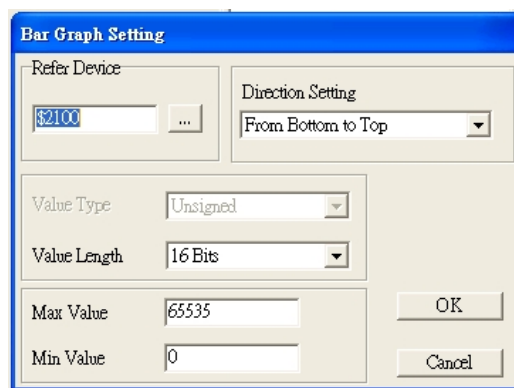 Bar Graph Setting
Refer Device
$2100
...
Direction Setting
From Bottom to Top
Value Type
Unsigned
Value Length
16 Bits
Max Value
65535
Min Value
0
OK
Cancel